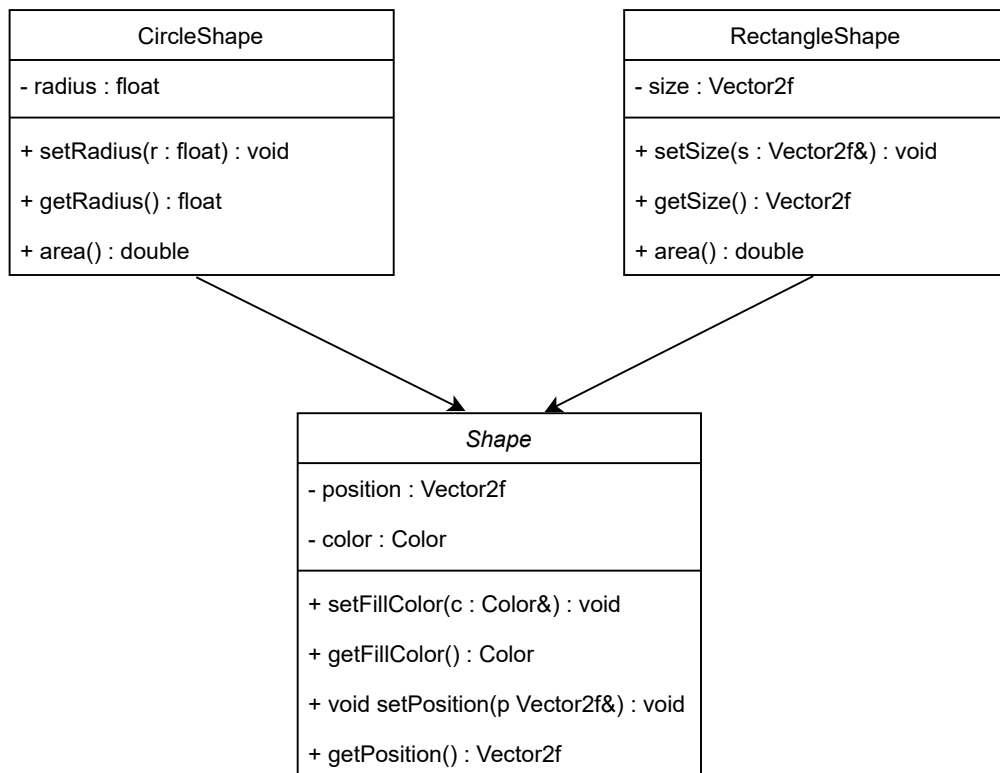 CircleShape
- radius : float
+ setRadius(r : float) : void
+ getRadius() : float
+ area() : double
RectangleShape
- size : Vector2f
+ setSize(s : Vector2f&) : void
+ getSize() : Vector2f
+ area() : double
Shape
- position : Vector2f
- color : Color
+ setFillColor(c : Color&) : void
+ getFillColor() : Color
+ void setPosition(p Vector2f&) : void
+ getPosition() : Vector2f